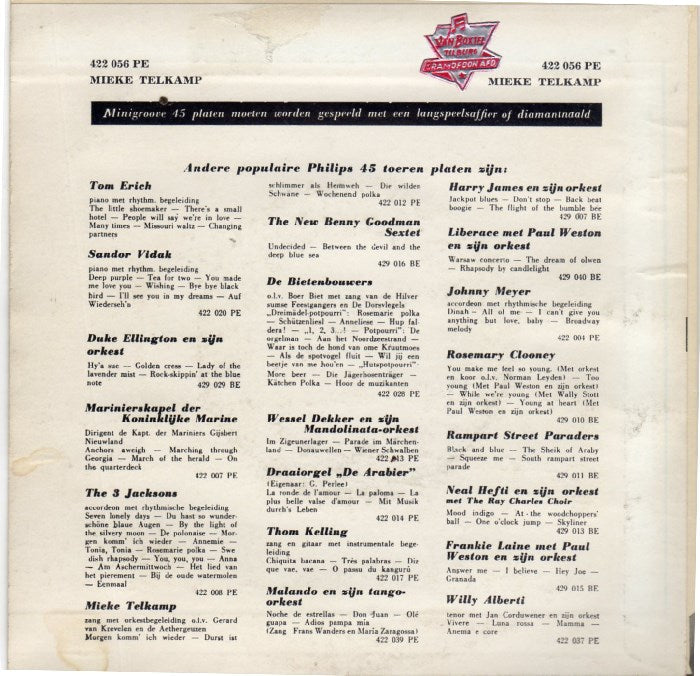 422 056 PE
MIEKE TELKAMP
JAN BOXTEL
TILBURG
GRAMOFOON AFD.
422 056 PE
MIEKE TELKAMP
Minigroove 45 platen moeten worden gespeeld met een langspeelsaffier of diamantnaald
Andere populaire Philips 45 toeren platen zijn:
Tom Erich
piano met rhythm. begeleiding
The little shoemaker — There's a small
hotel — People will say we're in love —
Many times — Missouri waltz — Changing
partners
Sandor Vidak
piano met rhythm. begeleiding
Deep purple — Tea for two — You made
me love you — Wishing — Bye bye black
bird — I'll see you in my dreams — Auf
Wiederseh'n
422 020 PE
Duke Ellington en zijn
orkest
Hy'a sue — Golden cress — Lady of the
lavender mist — Rock-skippin' at the blue
note 429 029 BE
Marinierskapel der
Koninklijke Marine
Dirigent de Kapt. der Mariniers Gijsbert
Nieuwland
Anchors aweigh — Marching through
Georgia — March of the herald — On
the quarterdeck
422 007 PE
The 3 Jacksons
accordeon met rhythmische begeleiding
Seven lonely days — Du hast so wunder-
schöne blaue Augen — By the light of
the silvery moon — De polonaise — Mor-
gen komm' ich wieder — Annemie —
Tonia, Tonia — Rosemarie polka — Swe
dish rhapsody — You, you, you — Anna
— Am Aschermittwoch — Het lied van
het pierement — Bij de oude watermolen
— Eenmaal
422 008 PE
Mieke Telkamp
zang met orkestbegeleiding o.l.v. Gerard
van Krevelen en de Aethergeuzen
Morgen komm' ich wieder — Durst ist
schlimmer als Heimweh — Die wilden
Schwane — Wochenend polka
422 012 PE
The New Benny Goodman
Sextet
Undecided — Between the devil and the
deep blue sea
429 016 BE
De Bietenbouwers
o.l.v. Boer Biet met zang van de Hilver
sumse Feestgangers en De Dorsvlegels
„Dreimädel-potpourri": Rosemarie polka
— Schützenliesl — Anneliese — Hup fal-
dera! — „1, 2, 3...! — Potpourri": De
orgelman — Aan het Noordzeestrand —
Waar is toch de hond van ome Kruutmoes
— Als de spotvogel fluit — Wil jij een
beetje van me hou'en — „Hutspotpourri"
More beer — Die Jägerhosenträger —
Kätchen Polka — Hoor de muzikanten
422 028 PE
Wessel Dekker en zijn
Mandolinata-orkest
Im Zigeunerlager — Parade im Märchen-
land — Donauwellen — Wiener Schwalben
422 013 PE
Draaiorgel „De Arabier"
(Eigenaar: G. Perlee)
La ronde de l'amour — La paloma — La
plus belle valse d'amour — Mit Musik
durch's Leben
422 014 PE
Thom Kelling
zang en gitaar met instrumentale bege-
leiding
Chiquita bacana — Três palabras — Diz
que vae, vae — O passu do kangurû
422 017 PE
Malando en zijn tango-
orkest
Noche de estrellas — Don Juan — Olé
guapa — Adios pampa mia
(Zang Frans Wanders en Maria Zaragossa)
422 039 PE
Harry James en zijn orkest
Jackpot blues — Don't stop — Back beat
boogie — The flight of the bumble bee
429 007 BE
Liberace met Paul Weston
en zijn orkest
Warsaw concerto — The dream of olwen
— Rhapsody by candlelight
429 040 BE
Johnny Meyer
accordeon met rhythmische begeleiding
Dinah — All of me — I can't give you
anything but love, baby — Broadway
melody
422 004 PE
Rosemary Clooney
You make me feel so young. (Met orkest
en koor o.l.v. Norman Leyden) — Too
young (Met Paul Weston en zijn orkest)
— While we're young (Met Wally Stott
en zijn orkest) — Young at heart (Met
Paul Weston en zijn orkest)
429 010 BE
Rampart Street Paraders
Black and blue — The Sheik of Araby
— Squeeze me — South rampart street
parade
429 011 BE
Neal Hefti en zijn orkest
met The Ray Charles Choir
Mood indigo — At - the woodchoppers'
ball — One o'clock jump — Skyliner
429 013 BE
Frankie Laine met Paul
Weston en zijn orkest
Answer me — I believe — Hey Joe —
Granada
429 015 BE
Willy Alberti
tenor met Jan Corduwener en zijn orkest
Vivere — Luna rossa — Mamma —
Anema e core
422 037 PE